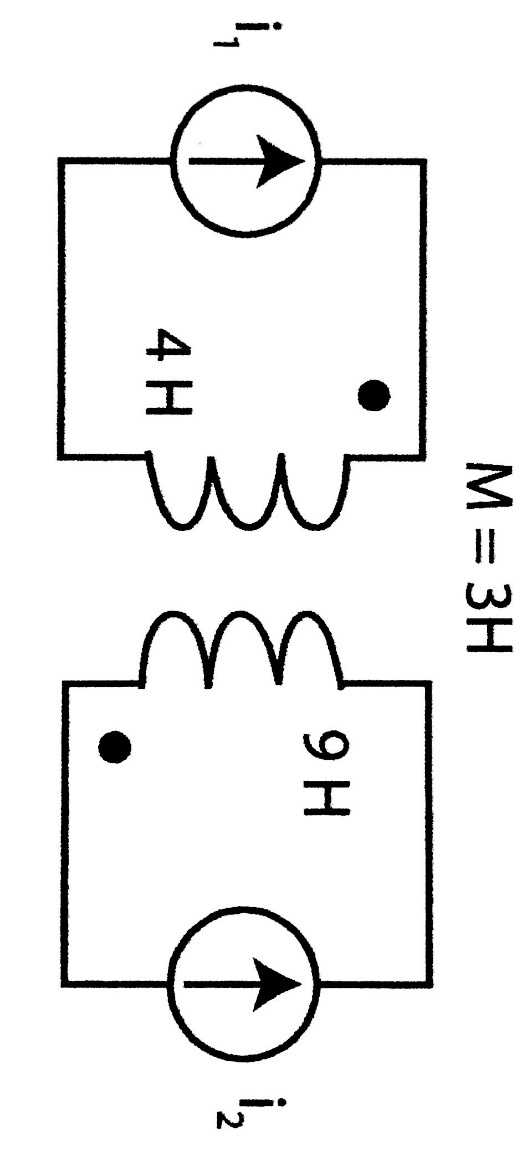 M = 3H
i₁
4 H
9 H
i₂